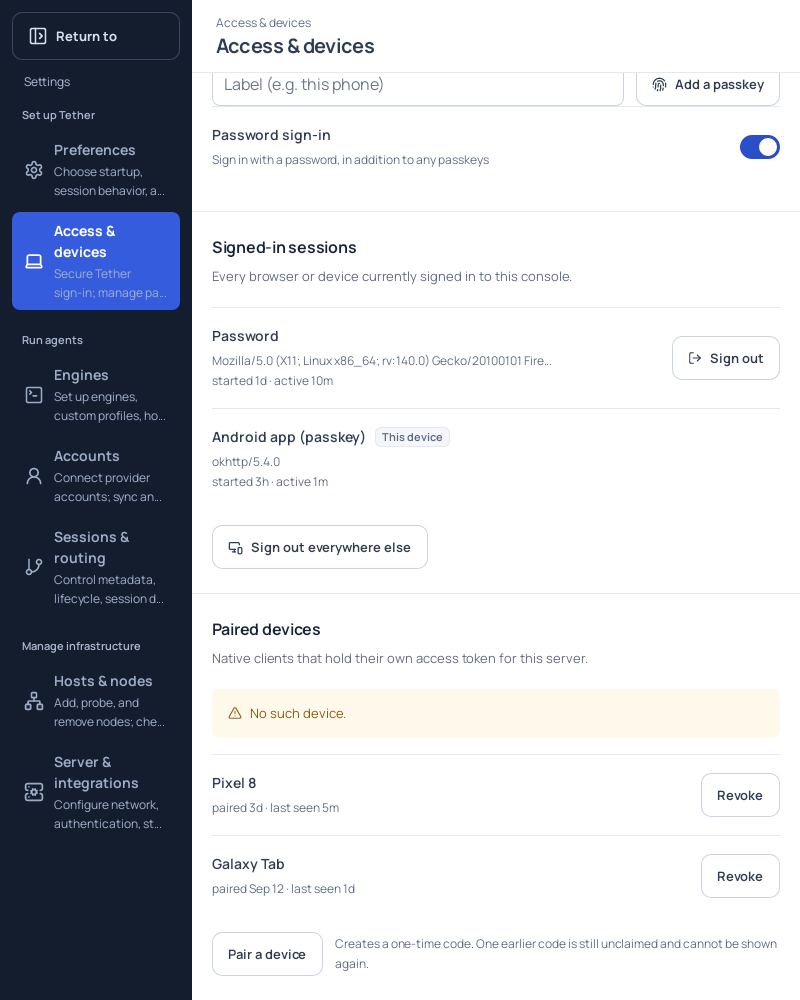 Return to
Settings
Set up Tether
Preferences
Choose startup,
session behavior, a...
Access &
devices
Secure Tether
sign-in; manage pa...
Run agents
Engines
Set up engines,
custom profiles, ho...
Accounts
Connect provider
accounts; sync an...
Sessions &
routing
Control metadata,
lifecycle, session d...
Manage infrastructure
Hosts & nodes
Add, probe, and
remove nodes; che...
Server &
integrations
Configure network,
authentication, st...
Access & devices
Access & devices
Label (e.g. this phone)
Add a passkey
Password sign-in
Sign in with a password, in addition to any passkeys
Signed-in sessions
Every browser or device currently signed in to this console.
Password
Mozilla/5.0 (X11; Linux x86_64; rv:140.0) Gecko/20100101 Fire...
started 1d · active 10m
Sign out
Android app (passkey)
This device
okhttp/5.4.0
started 3h · active 1m
Sign out everywhere else
Paired devices
Native clients that hold their own access token for this server.
No such device.
Pixel 8
paired 3d · last seen 5m
Revoke
Galaxy Tab
paired Sep 12 · last seen 1d
Revoke
Pair a device
Creates a one-time code. One earlier code is still unclaimed and cannot be shown
again.